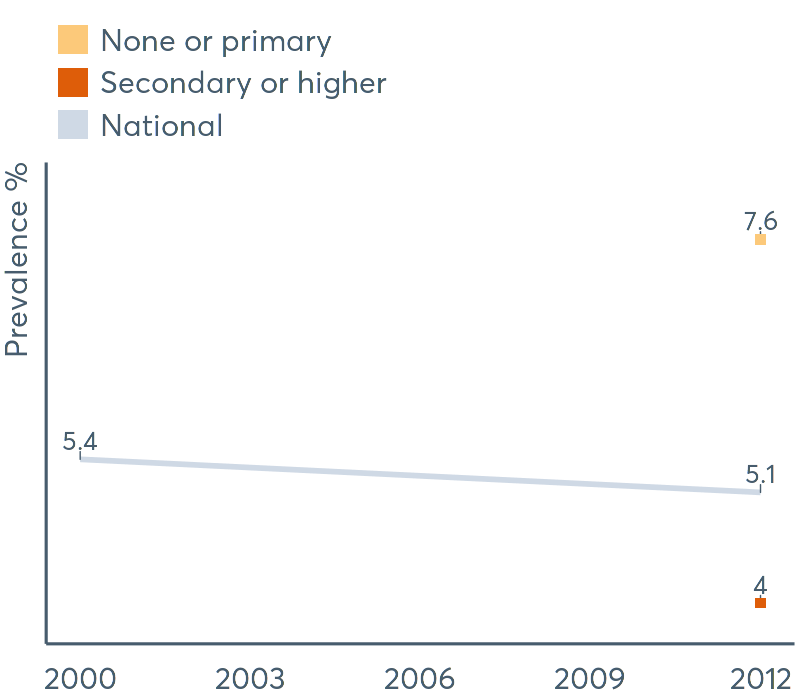 None or primary
Secondary or higher
National
Prevalence %
7.6
5.4
5.1
4
2000 2003 2006 2009 2012